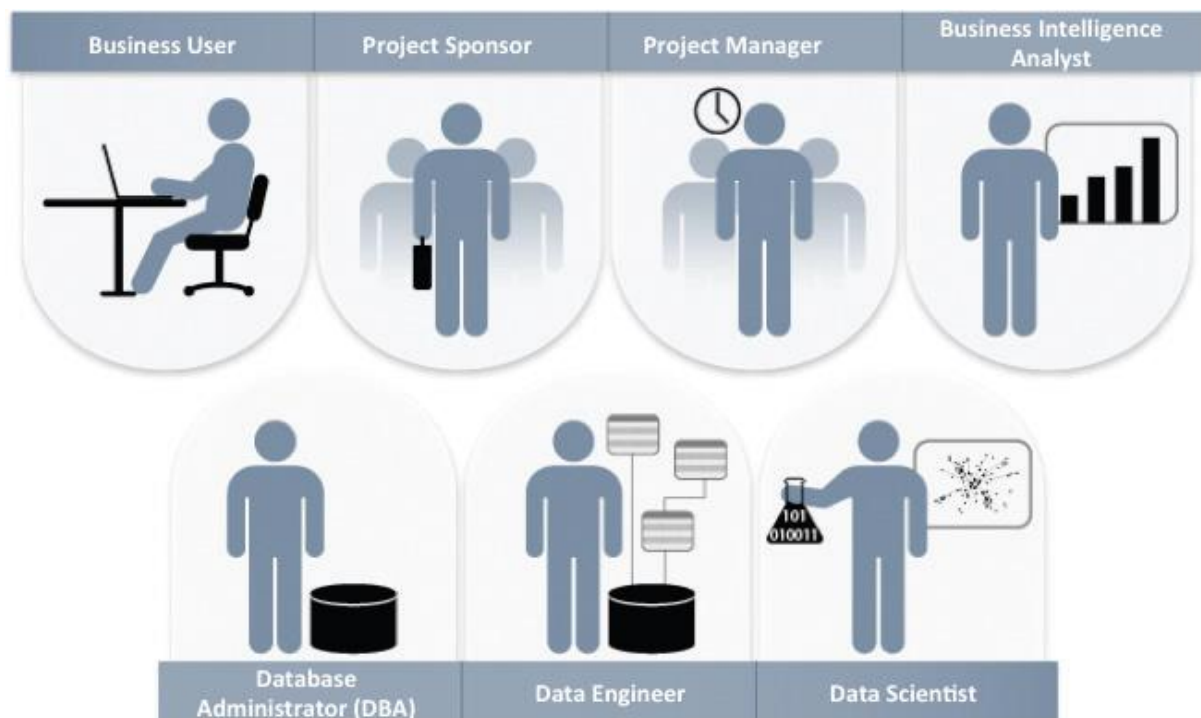 Business User
Project Sponsor
Project Manager
Business Intelligence
Analyst
101
010011
Database
Administrator (DBA)
Data Engineer
Data Scientist